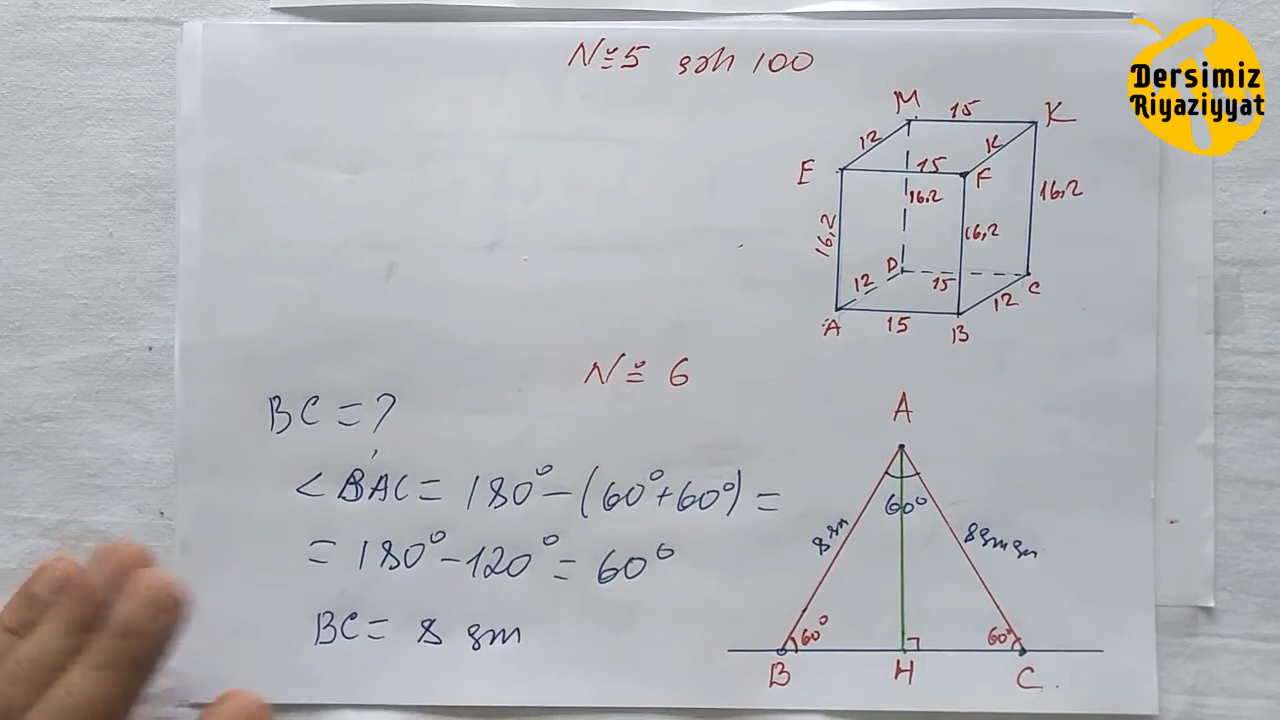 Dersimiz
Riyaziyyat
№5 səh 100
M 15 K
12 K
E 15 F
16,2 16,2 16,2 16,2
D 12 15 12 C
A 15 B
№ 6
BC = ?
A
< BAC = 180° - (60° + 60°) =
= 180° - 120° = 60°
BC = 8 sm
60°
8 sm
60° 60°
B H C